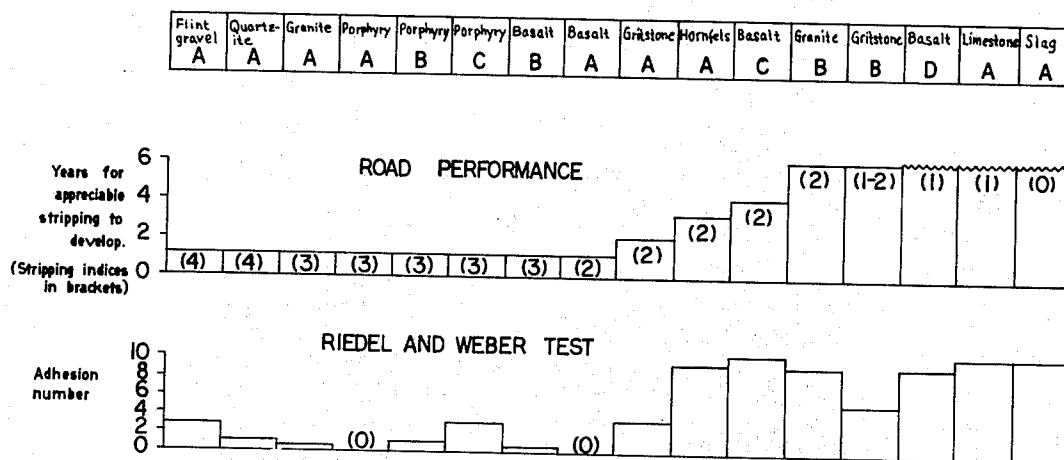 Flint gravel A Quartz-ite A Granite A Porphyry A Porphyry B Porphyry C Basalt B Basalt A Gritstone A Hornfels A Basalt C Granite B Gritstone B Basalt D Limestone A Slag A
ROAD PERFORMANCE
Years for
appreciable
stripping to
develop.
(Stripping indices
in brackets)
6
4
2
0
(4) (4) (3) (3) (3) (3) (3) (2) (2) (2) (2) (2) (1-2) (1) (1) (0)
RIEDEL AND WEBER TEST
Adhesion
number
10
8
6
4
2
0
(0) (0)